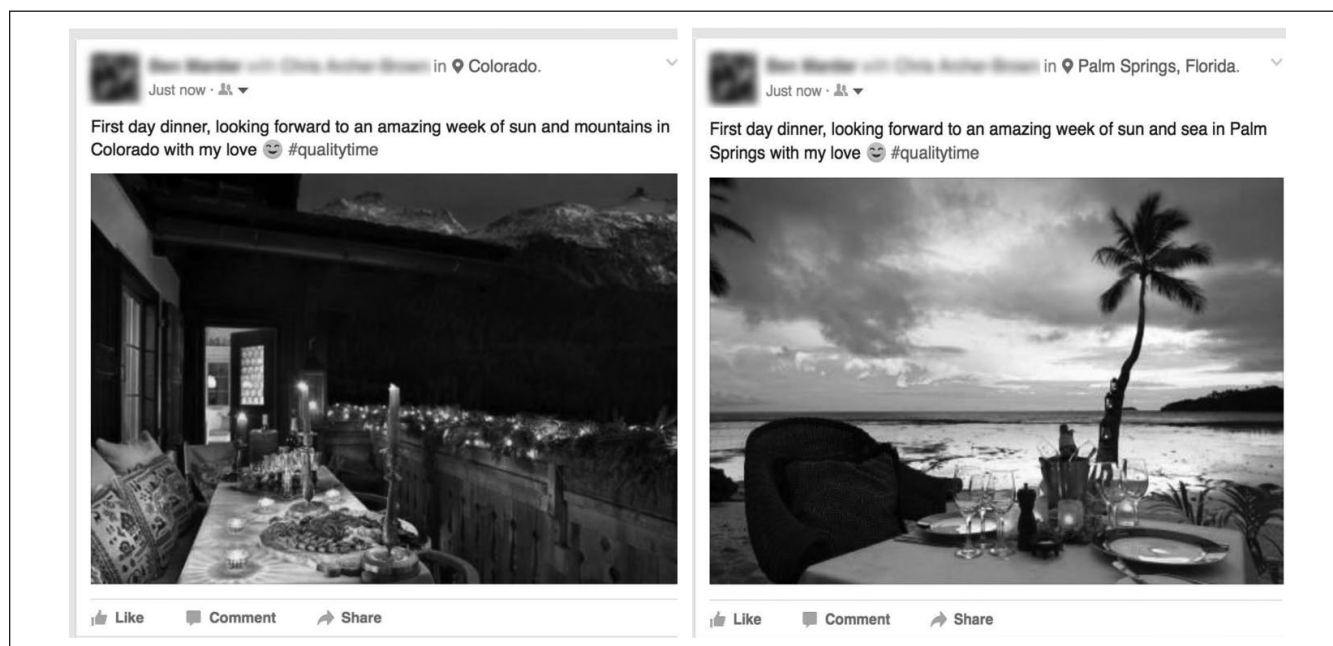 in Colorado.
Just now
First day dinner, looking forward to an amazing week of sun and mountains in
Colorado with my love #qualitytime
Like Comment Share
in Palm Springs, Florida.
Just now
First day dinner, looking forward to an amazing week of sun and sea in Palm
Springs with my love #qualitytime
Like Comment Share